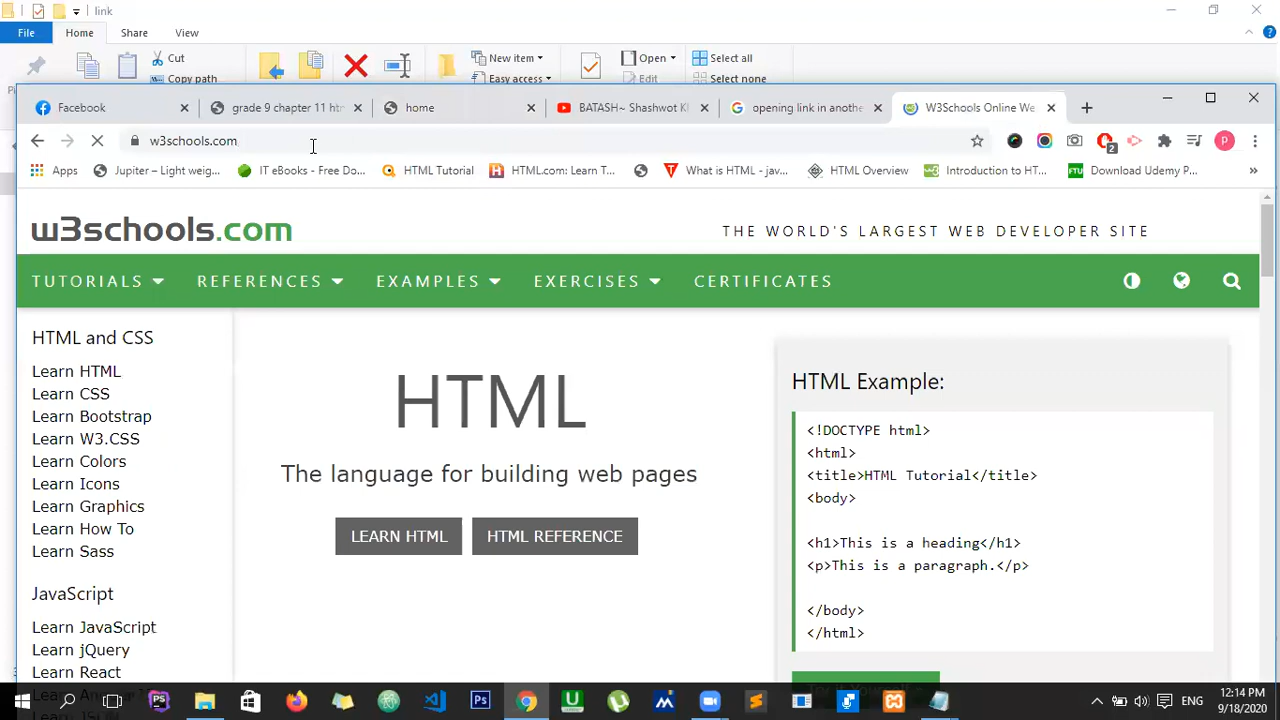 link
File Home Share View
Cut
Copy path
New item
Easy access
Open
Edit
Select all
Select none
Facebook
grade 9 chapter 11 htm
home
BATASH~ Shashwot K
opening link in anothe
W3Schools Online We
w3schools.com
2
P
Apps
Jupiter – Light weig...
IT eBooks - Free Do...
HTML Tutorial
HTML.com: Learn T...
What is HTML - jav...
HTML Overview
Introduction to HT...
Download Udemy P...
w3schools.com
THE WORLD'S LARGEST WEB DEVELOPER SITE
TUTORIALS REFERENCES EXAMPLES EXERCISES CERTIFICATES
HTML and CSS
Learn HTML
Learn CSS
Learn Bootstrap
Learn W3.CSS
Learn Colors
Learn Icons
Learn Graphics
Learn How To
Learn Sass
JavaScript
Learn JavaScript
Learn jQuery
Learn React
HTML
The language for building web pages
LEARN HTML
HTML REFERENCE
HTML Example:
<!DOCTYPE html>
<html>
<title>HTML Tutorial</title>
<body>
<h1>This is a heading</h1>
<p>This is a paragraph.</p>
</body>
</html>
ENG
12:14 PM
9/18/2020